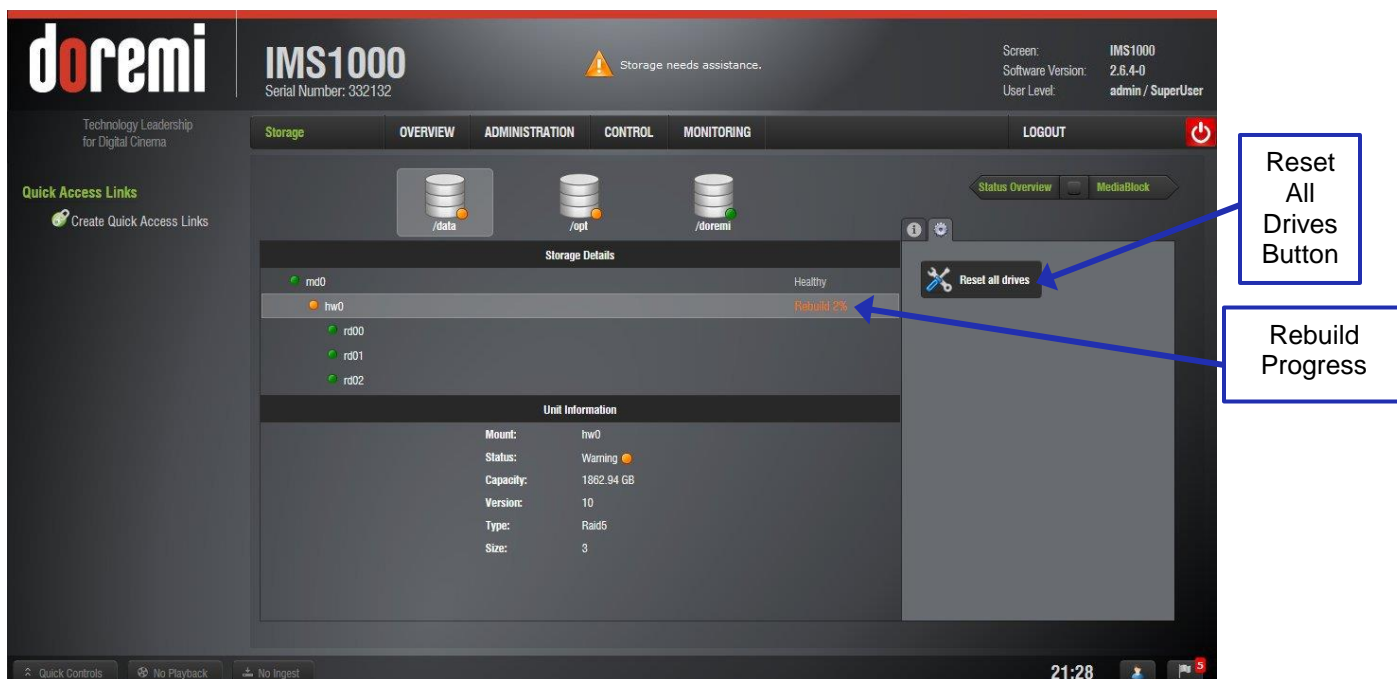 doremi
Technology Leadership
for Digital Cinema
IMS1000
Serial Number: 332132
Storage needs assistance.
Screen: IMS1000
Software Version: 2.6.4-0
User Level: admin / SuperUser
Storage OVERVIEW ADMINISTRATION CONTROL MONITORING LOGOUT
Quick Access Links
Create Quick Access Links
/data /opt /doremi
Status Overview MediaBlock
Storage Details
md0 Healthy
hw0 Rebuild 2%
rd00
rd01
rd02
Reset all drives
Unit Information
Mount: hw0
Status: Warning
Capacity: 1862.94 GB
Version: 10
Type: Raid5
Size: 3
Quick Controls No Playback No Ingest 21:28 5
Reset
All
Drives
Button
Rebuild
Progress